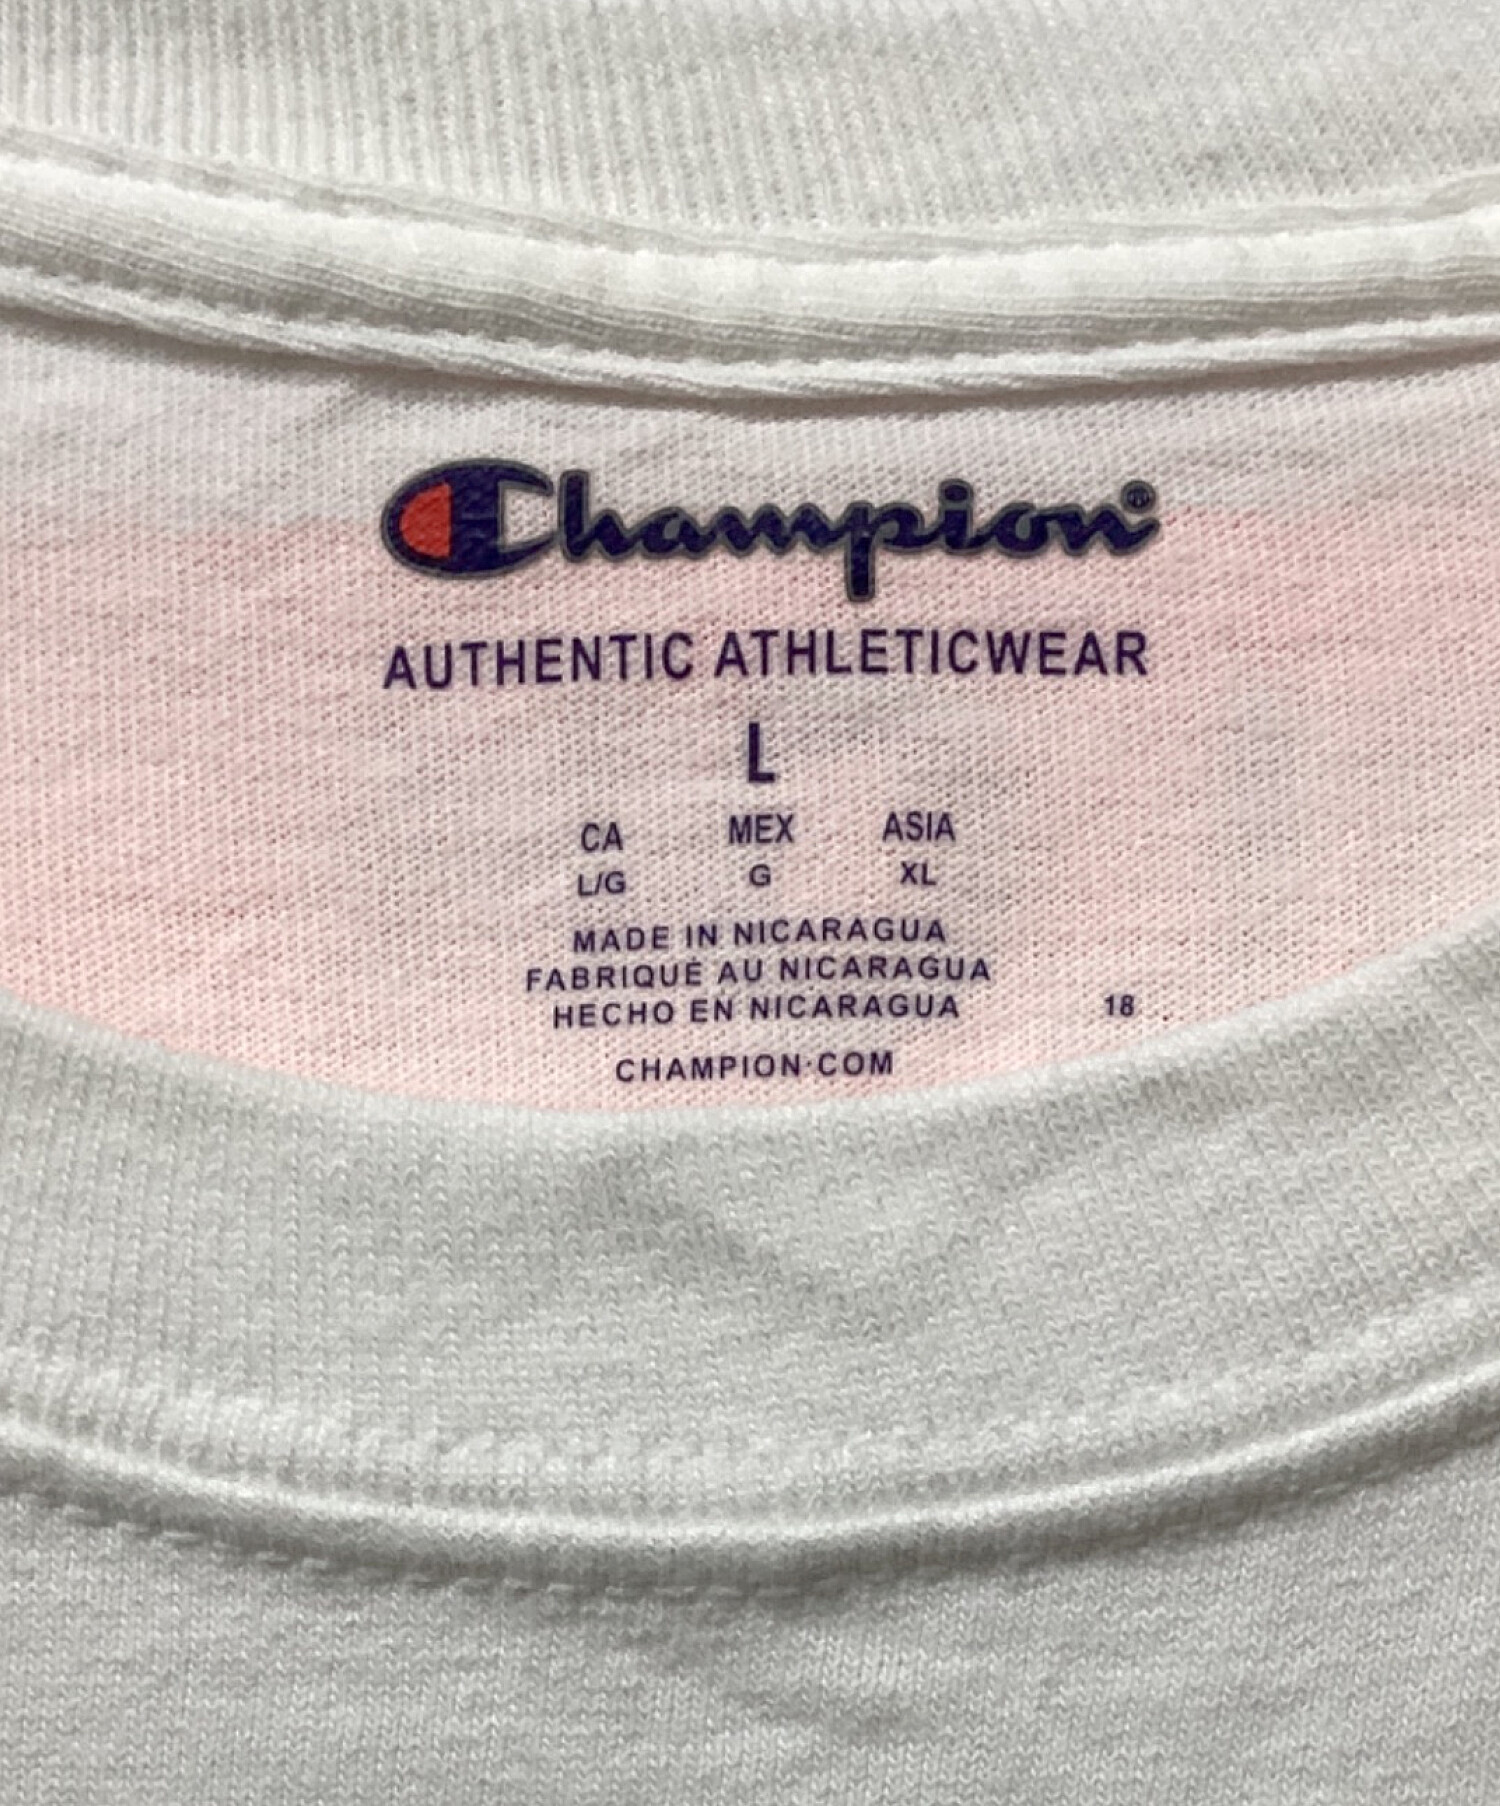 Champion®
AUTHENTIC ATHLETICWEAR
L
CA MEX ASIA
L/G G XL
MADE IN NICARAGUA
FABRIQUÉ AU NICARAGUA
HECHO EN NICARAGUA 18
CHAMPION·COM